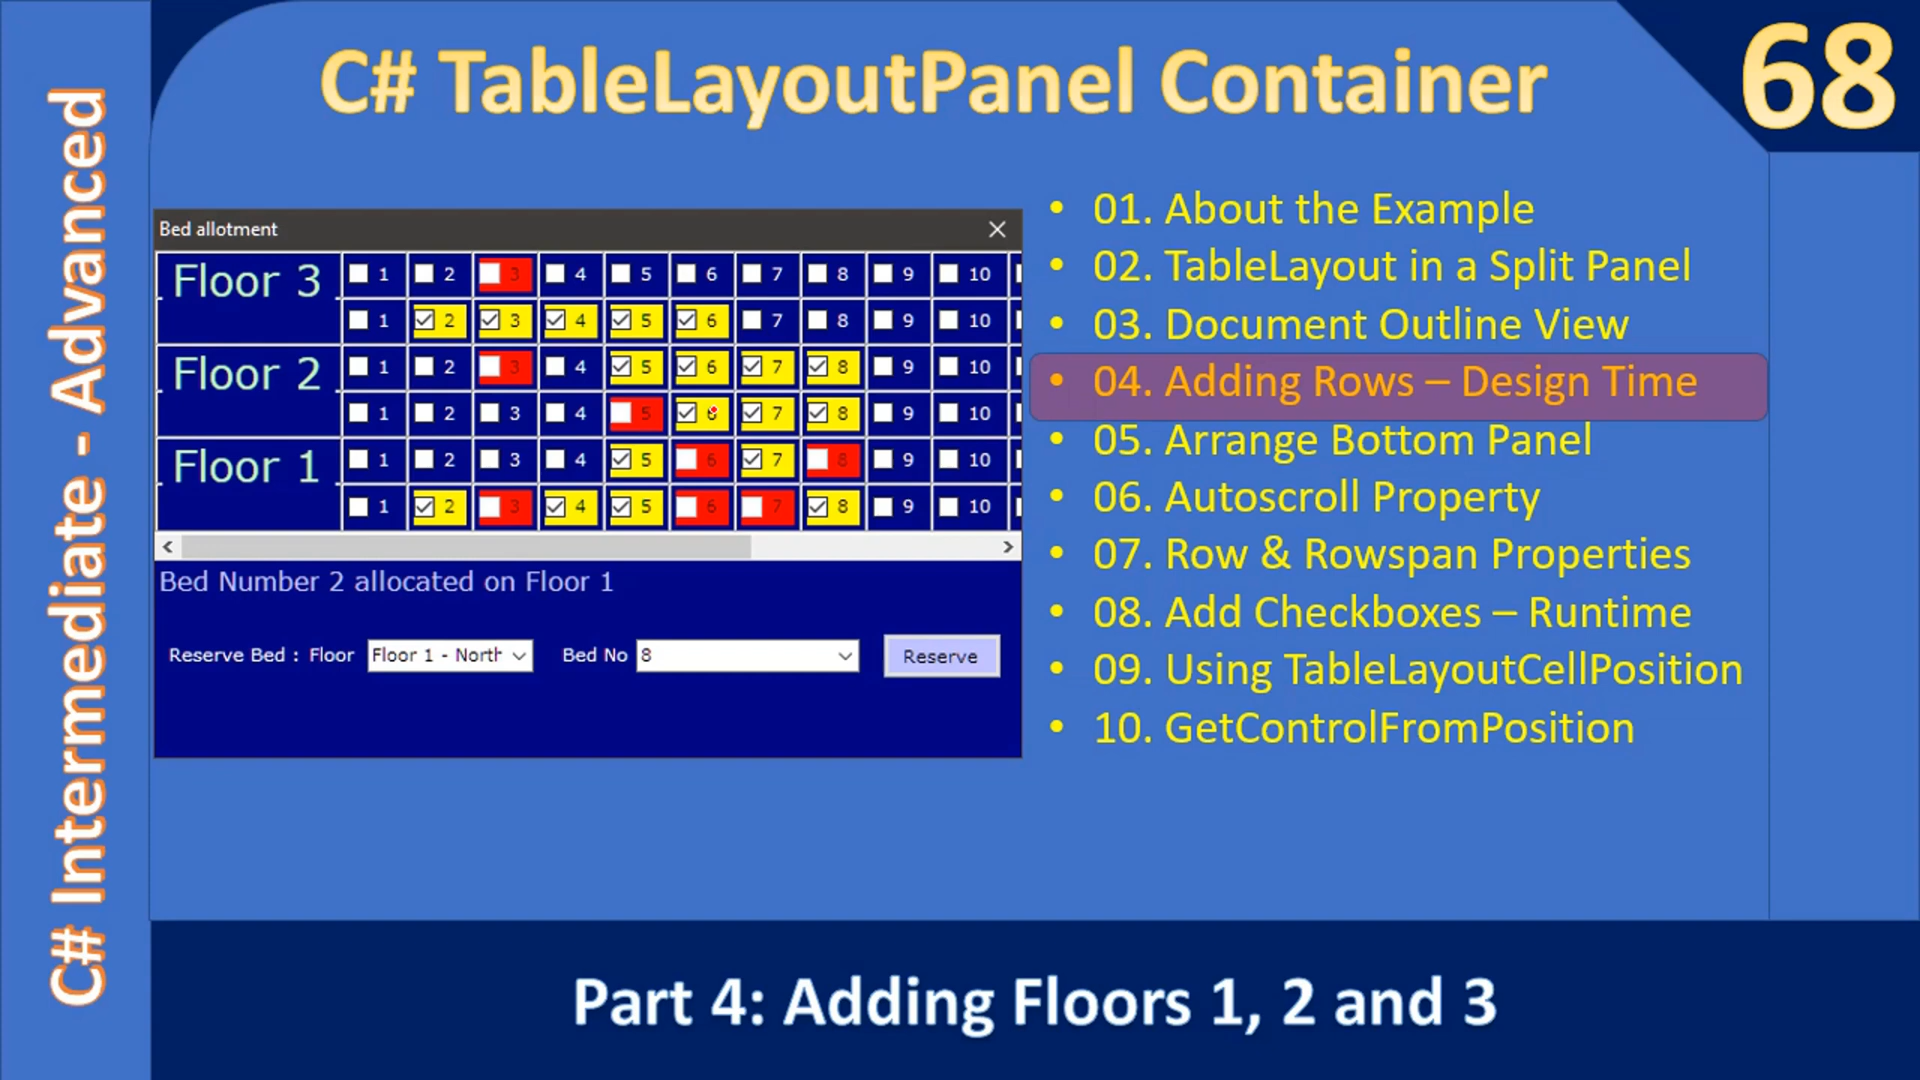 C# TableLayoutPanel Container
68
C# Intermediate - Advanced
Bed allotment
Floor 3 1 2 3 4 5 6 7 8 9 10
1 2 3 4 5 6 7 8 9 10
Floor 2 1 2 3 4 5 6 7 8 9 10
1 2 3 4 5 6 7 8 9 10
Floor 1 1 2 3 4 5 6 7 8 9 10
1 2 3 4 5 6 7 8 9 10
Bed Number 2 allocated on Floor 1
Reserve Bed : Floor Floor 1 - North Bed No 8 Reserve
• 01. About the Example
• 02. TableLayout in a Split Panel
• 03. Document Outline View
• 04. Adding Rows – Design Time
• 05. Arrange Bottom Panel
• 06. Autoscroll Property
• 07. Row & Rowspan Properties
• 08. Add Checkboxes – Runtime
• 09. Using TableLayoutCellPosition
• 10. GetControlFromPosition
Part 4: Adding Floors 1, 2 and 3